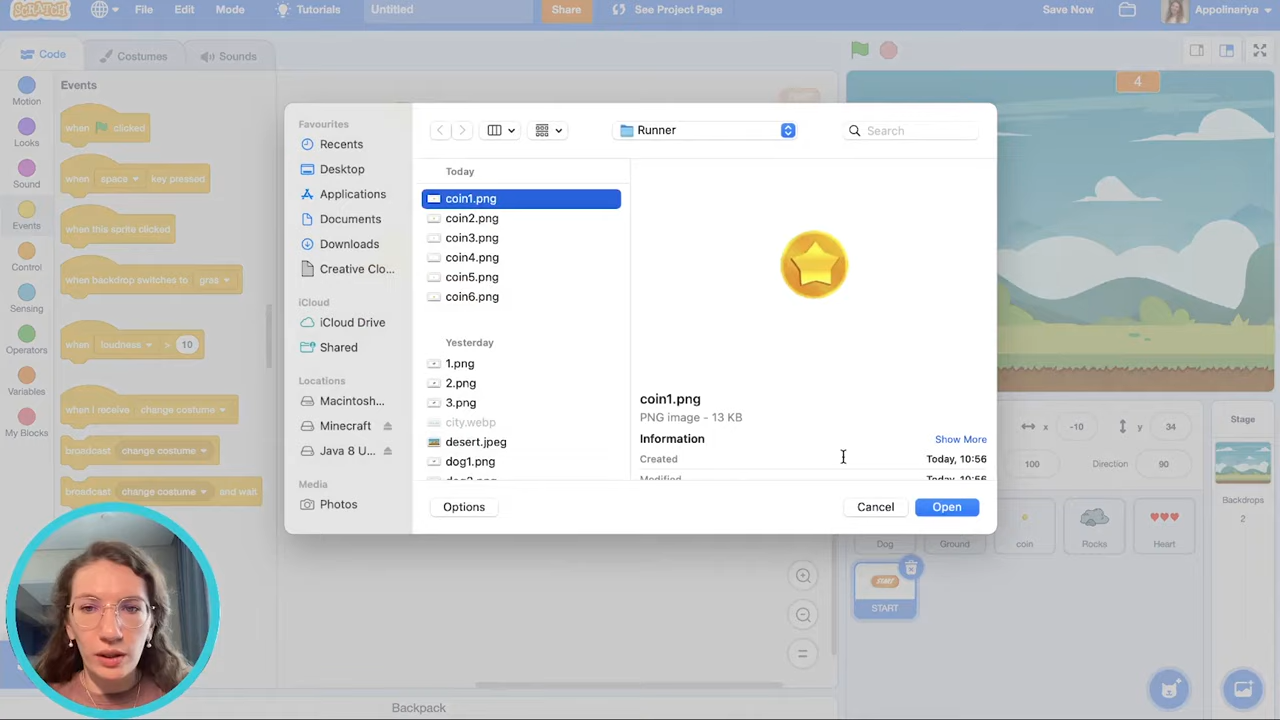 SCRATCH
File
Edit
Mode
Tutorials
Untitled
Share
See Project Page
Save Now
Appolinariya
Code
Costumes
Sounds
Motion
Looks
Sound
Events
Control
Sensing
Operators
Variables
My Blocks
Events
when clicked
when space key pressed
when this sprite clicked
when backdrop switches to gras
when loudness > 10
when I receive change costume
broadcast change costume
broadcast change costume and wait
Favourites
Recents
Desktop
Applications
Documents
Downloads
Creative Clo...
iCloud
iCloud Drive
Shared
Locations
Macintosh...
Minecraft
Java 8 U...
Media
Photos
Runner
Search
Today
coin1.png
coin2.png
coin3.png
coin4.png
coin5.png
coin6.png
Yesterday
1.png
2.png
3.png
city.webp
desert.jpeg
dog1.png
coin1.png
PNG image - 13 KB
Information
Show More
Created
Today, 10:56
Modified
Today, 10:56
Options
Cancel
Open
4
x -10
y 34
100
Direction
90
Dog
Ground
coin
Rocks
Heart
START
START
Stage
Backdrops
2
Backpack